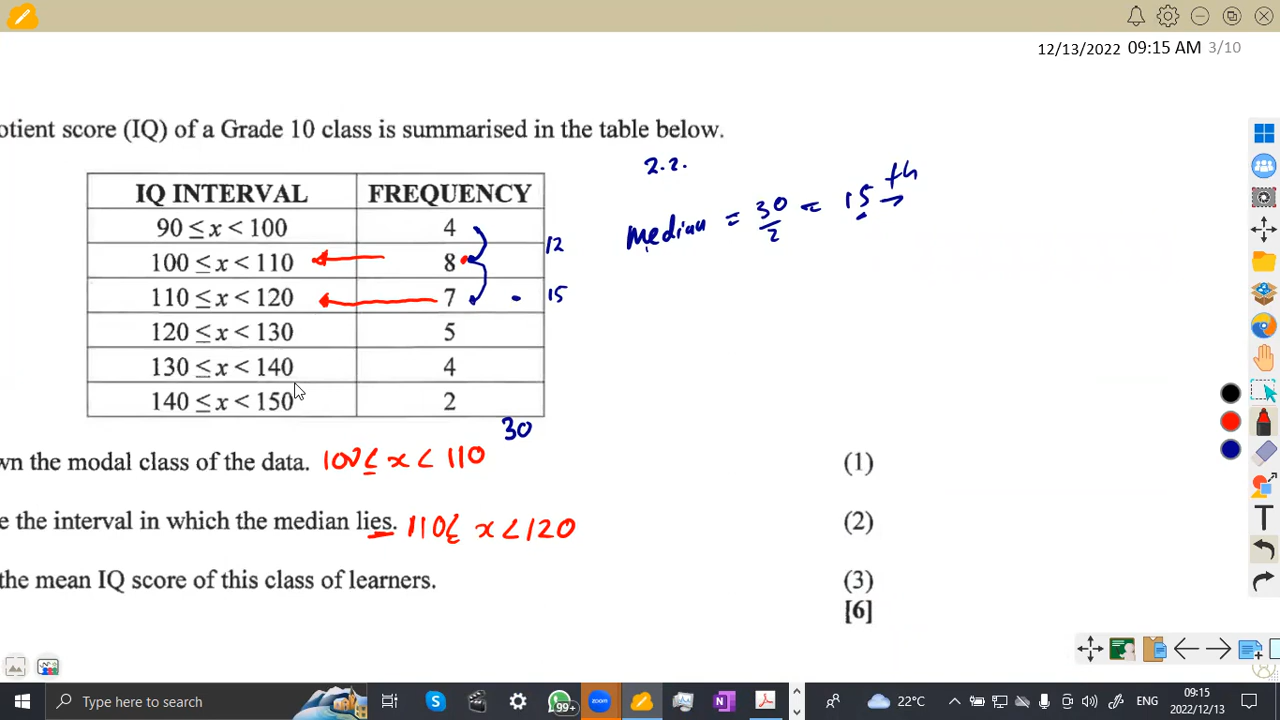 12/13/2022 09:15 AM 3/10
otient score (IQ) of a Grade 10 class is summarised in the table below.
2.2.
IQ INTERVAL FREQUENCY
median = 30/2 = 15 th
90 ≤ x < 100 4
100 ≤ x < 110 8 12
110 ≤ x < 120 7 15
120 ≤ x < 130 5
130 ≤ x < 140 4
140 ≤ x < 150 2
30
wn the modal class of the data. 100 ≤ x < 110 (1)
e the interval in which the median lies. 110 ≤ x < 120 (2)
the mean IQ score of this class of learners. (3)
[6]
T
Type here to search
99+
22°C
ENG
09:15
2022/12/13